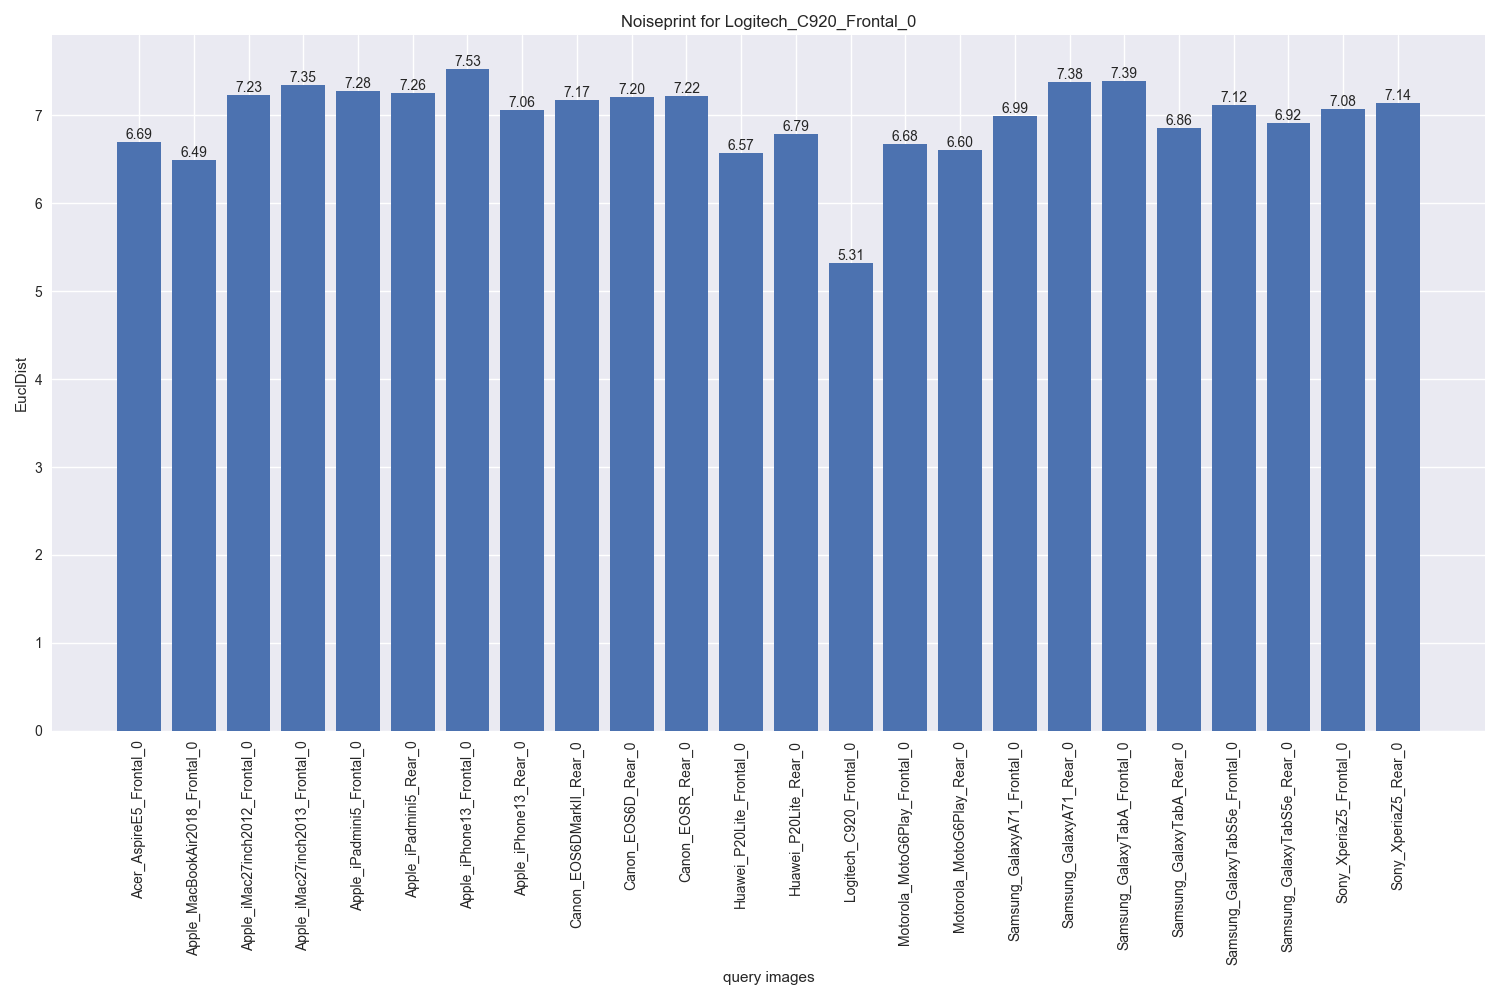 Noiseprint for Logitech_C920_Frontal_0
EuclDist
7
6
5
4
3
2
1
0
6.69
6.49
7.23
7.35
7.28
7.26
7.53
7.06
7.17
7.20
7.22
6.57
6.79
5.31
6.68
6.60
6.99
7.38
7.39
6.86
7.12
6.92
7.08
7.14
Acer_AspireE5_Frontal_0
Apple_MacBookAir2018_Frontal_0
Apple_iMac27inch2012_Frontal_0
Apple_iMac27inch2013_Frontal_0
Apple_iPadmini5_Frontal_0
Apple_iPadmini5_Rear_0
Apple_iPhone13_Frontal_0
Apple_iPhone13_Rear_0
Canon_EOS6DMarkII_Rear_0
Canon_EOS6D_Rear_0
Canon_EOSR_Rear_0
Huawei_P20Lite_Frontal_0
Huawei_P20Lite_Rear_0
Logitech_C920_Frontal_0
Motorola_MotoG6Play_Frontal_0
Motorola_MotoG6Play_Rear_0
Samsung_GalaxyA71_Frontal_0
Samsung_GalaxyA71_Rear_0
Samsung_GalaxyTabA_Frontal_0
Samsung_GalaxyTabA_Rear_0
Samsung_GalaxyTabS5e_Frontal_0
Samsung_GalaxyTabS5e_Rear_0
Sony_XperiaZ5_Frontal_0
Sony_XperiaZ5_Rear_0
query images